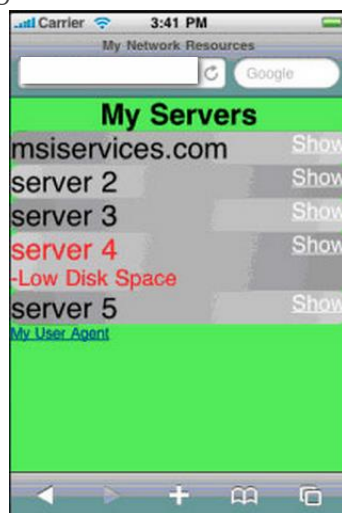 Carrier 3:41 PM
My Network Resources
Google
My Servers
msiservices.com Show
server 2 Show
server 3 Show
server 4 Show
-Low Disk Space
server 5 Show
My User Agent